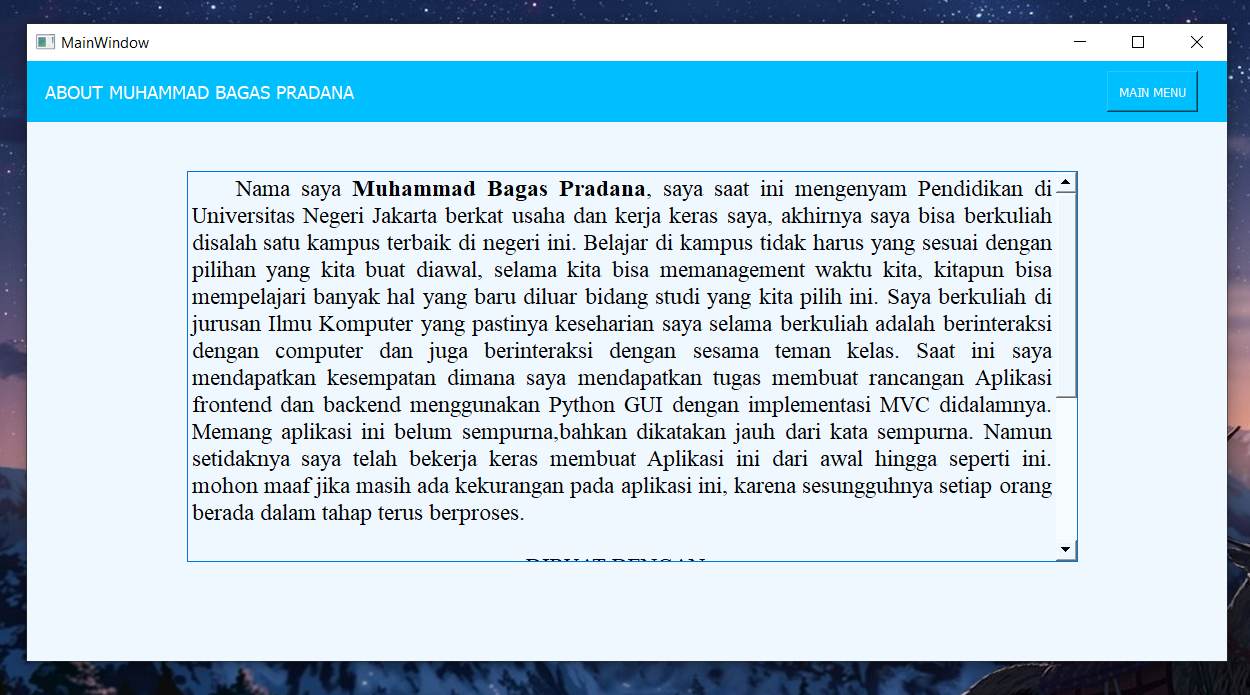 MainWindow
ABOUT MUHAMMAD BAGAS PRADANA
MAIN MENU
Nama saya Muhammad Bagas Pradana, saya saat ini mengenyam Pendidikan di
Universitas Negeri Jakarta berkat usaha dan kerja keras saya, akhirnya saya bisa berkuliah
disalah satu kampus terbaik di negeri ini. Belajar di kampus tidak harus yang sesuai dengan
pilihan yang kita buat diawal, selama kita bisa memanagement waktu kita, kitapun bisa
mempelajari banyak hal yang baru diluar bidang studi yang kita pilih ini. Saya berkuliah di
jurusan Ilmu Komputer yang pastinya keseharian saya selama berkuliah adalah berinteraksi
dengan computer dan juga berinteraksi dengan sesama teman kelas. Saat ini saya
mendapatkan kesempatan dimana saya mendapatkan tugas membuat rancangan Aplikasi
frontend dan backend menggunakan Python GUI dengan implementasi MVC didalamnya.
Memang aplikasi ini belum sempurna,bahkan dikatakan jauh dari kata sempurna. Namun
setidaknya saya telah bekerja keras membuat Aplikasi ini dari awal hingga seperti ini.
mohon maaf jika masih ada kekurangan pada aplikasi ini, karena sesungguhnya setiap orang
berada dalam tahap terus berproses.
DIBUAT DENGAN